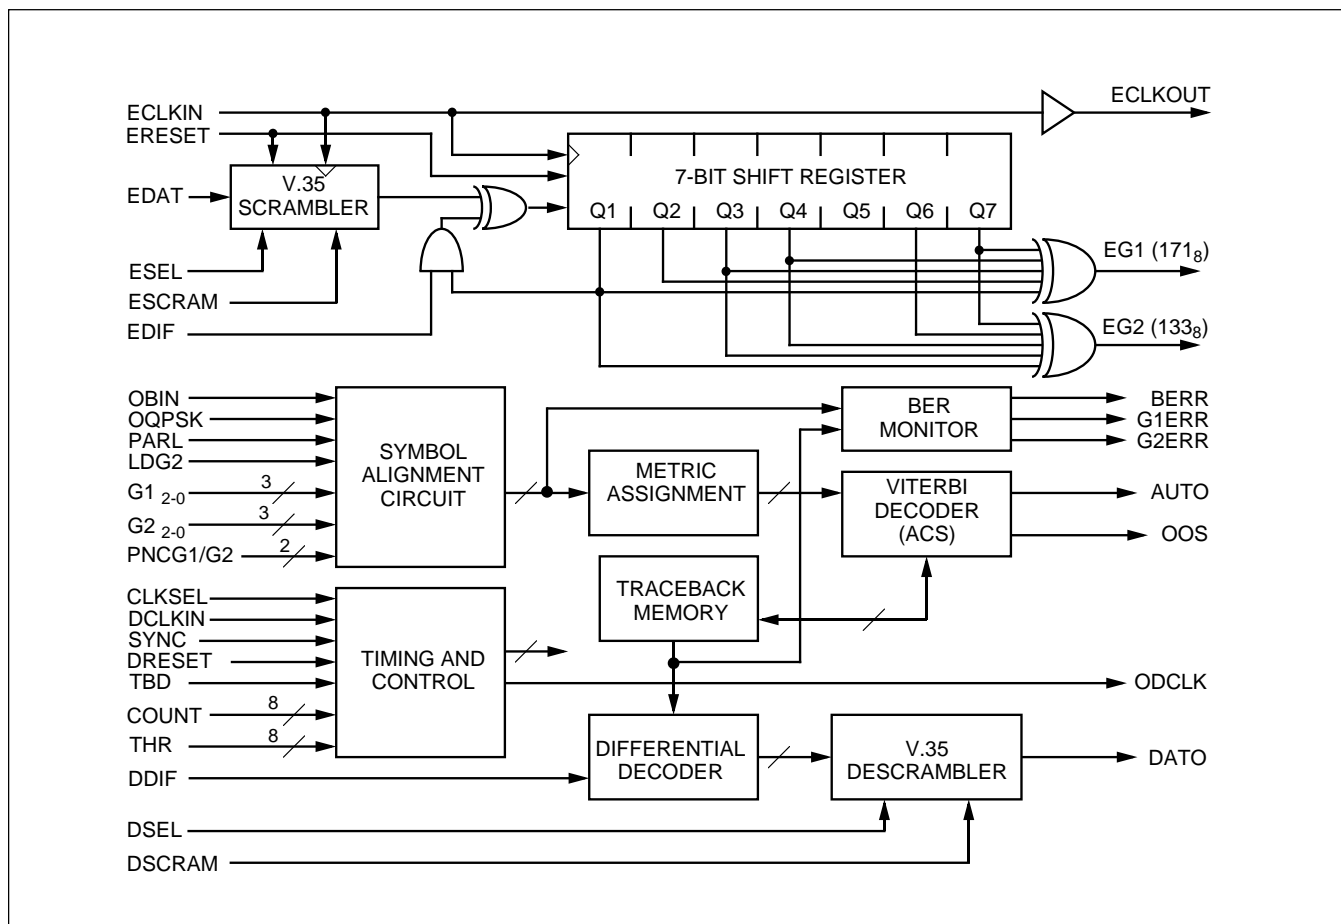 ECLKIN
ECLKOUT
ERESET
EDAT
V.35
SCRAMBLER
7-BIT SHIFT REGISTER
Q1 Q2 Q3 Q4 Q5 Q6 Q7
ESEL
ESCRAM
EDIF
EG1 (171₈)
EG2 (133₈)
OBIN
OQPSK
PARL
LDG2
G1 2-0
3
G2 2-0
3
PNCG1/G2
2
SYMBOL
ALIGNMENT
CIRCUIT
METRIC
ASSIGNMENT
BER
MONITOR
BERR
G1ERR
G2ERR
VITERBI
DECODER
(ACS)
AUTO
OOS
TRACEBACK
MEMORY
CLKSEL
DCLKIN
SYNC
DRESET
TBD
COUNT
8
THR
8
TIMING AND
CONTROL
ODCLK
DDIF
DIFFERENTIAL
DECODER
V.35
DESCRAMBLER
DATO
DSEL
DSCRAM